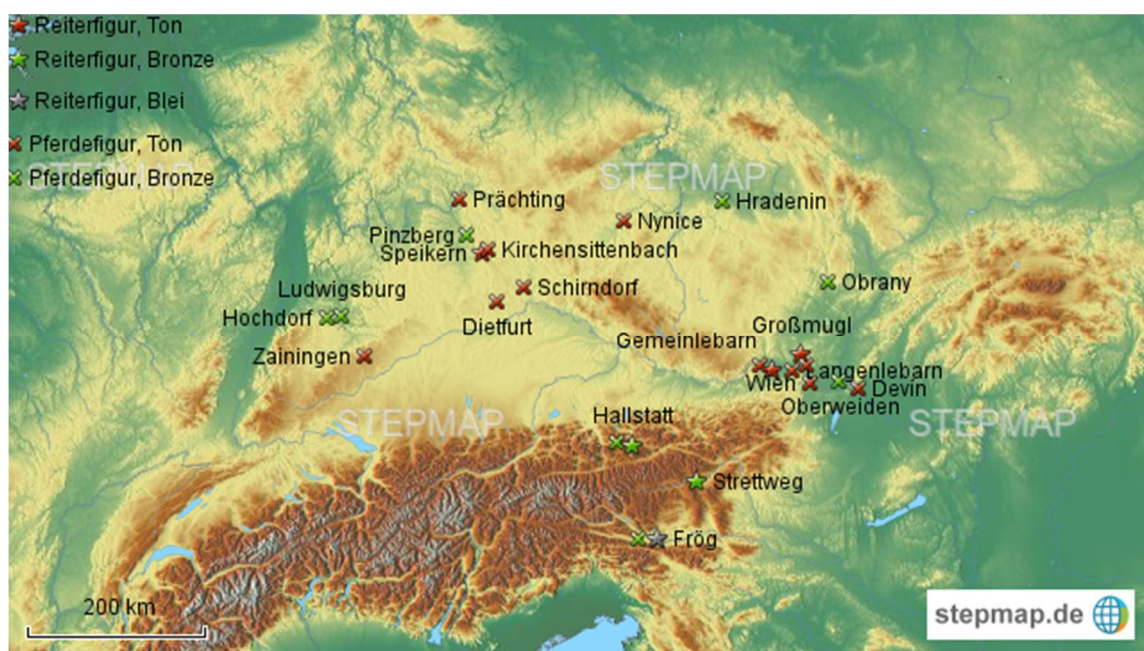 Reiterfigur, Ton
Reiterfigur, Bronze
Reiterfigur, Blei
Pferdefigur, Ton
STEPMAP
Pferdefigur, Bronze
STEPMAP
Prächting
Hradenin
Nynice
Pinzberg
Speikern
Kirchensittenbach
Ludwigsburg
Schirndorf
Obrany
Hochdorf
Dietfurt
Großmugl
Gemeinlebarn
Zainingen
Langenlebarn
Wien
Devin
Oberweiden
STEPMAP
Hallstatt
STEPMAP
Strettweg
Frög
200 km
stepmap.de